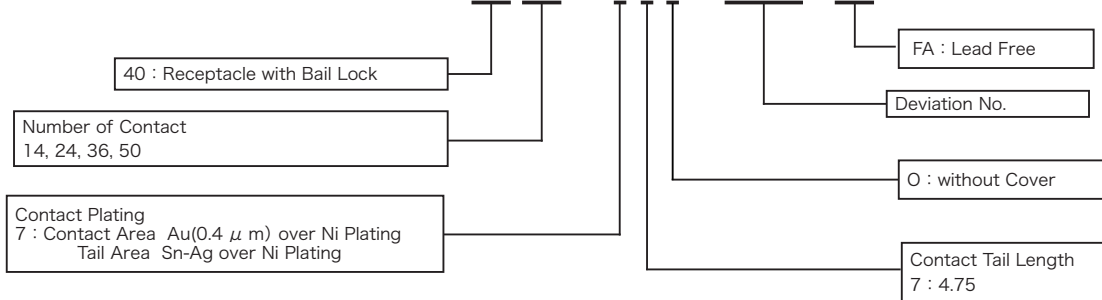 FA : Lead Free
40 : Receptacle with Bail Lock
Deviation No.
Number of Contact
14, 24, 36, 50
O : without Cover
Contact Plating
7 : Contact Area Au(0.4 μ m) over Ni Plating
Tail Area Sn-Ag over Ni Plating
Contact Tail Length
7 : 4.75